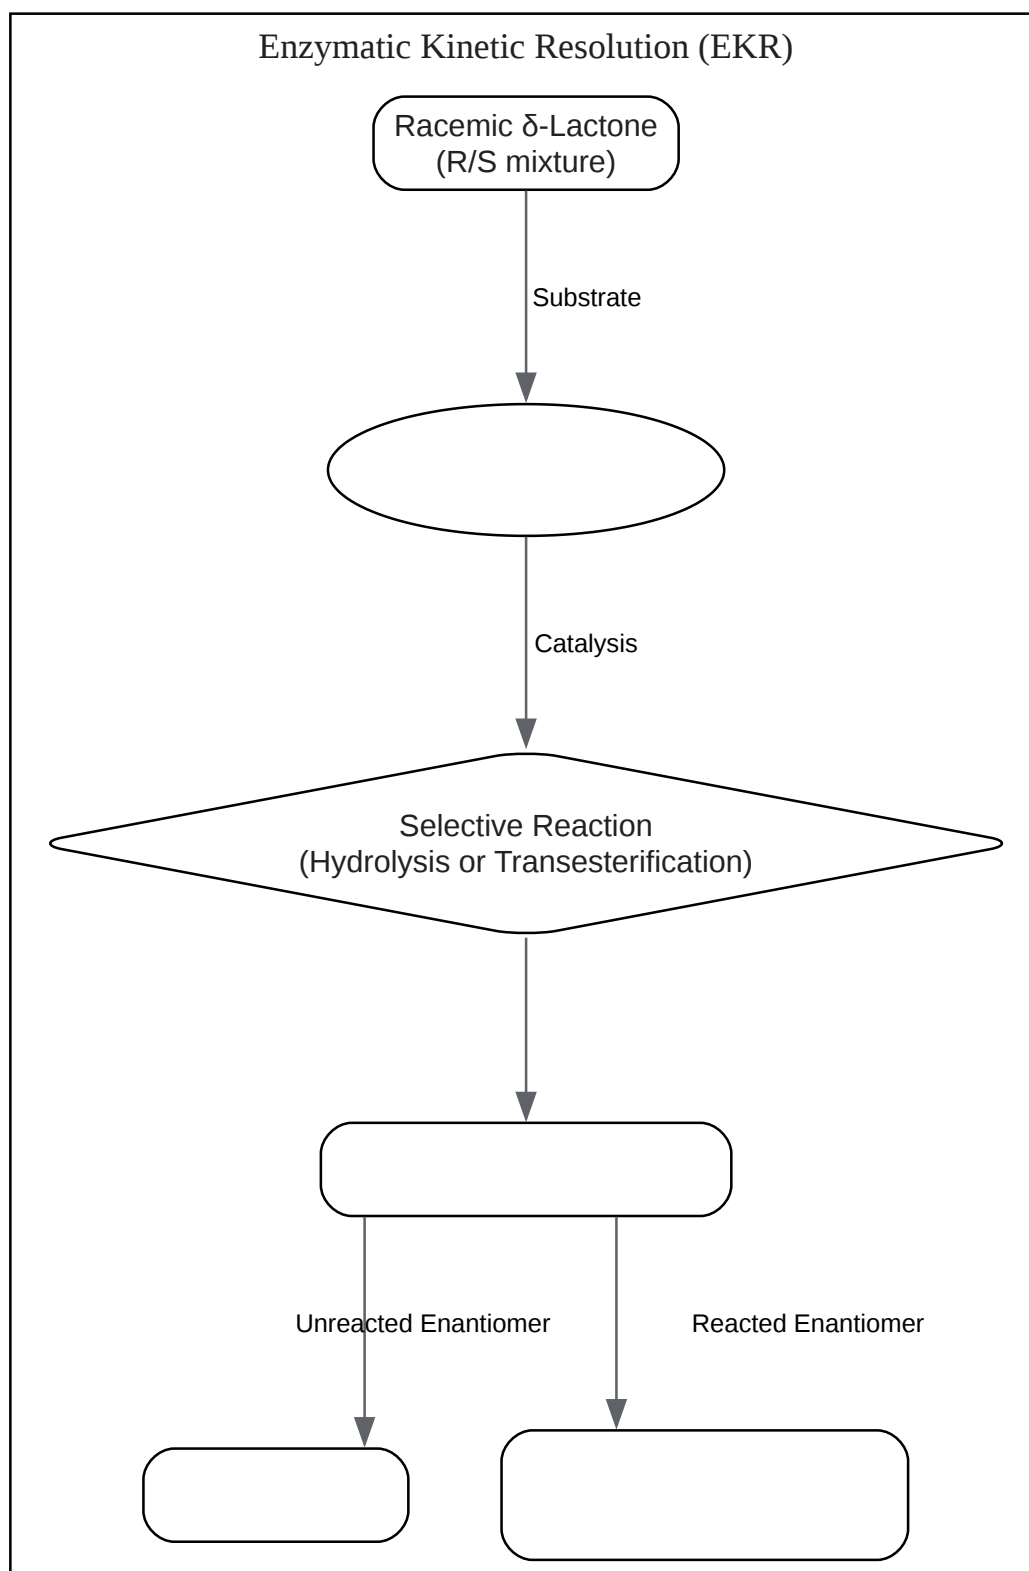 Enzymatic Kinetic Resolution (EKR)
Racemic δ-Lactone
(R/S mixture)
Substrate
Catalysis
Selective Reaction
(Hydrolysis or Transesterification)
Unreacted Enantiomer
Reacted Enantiomer